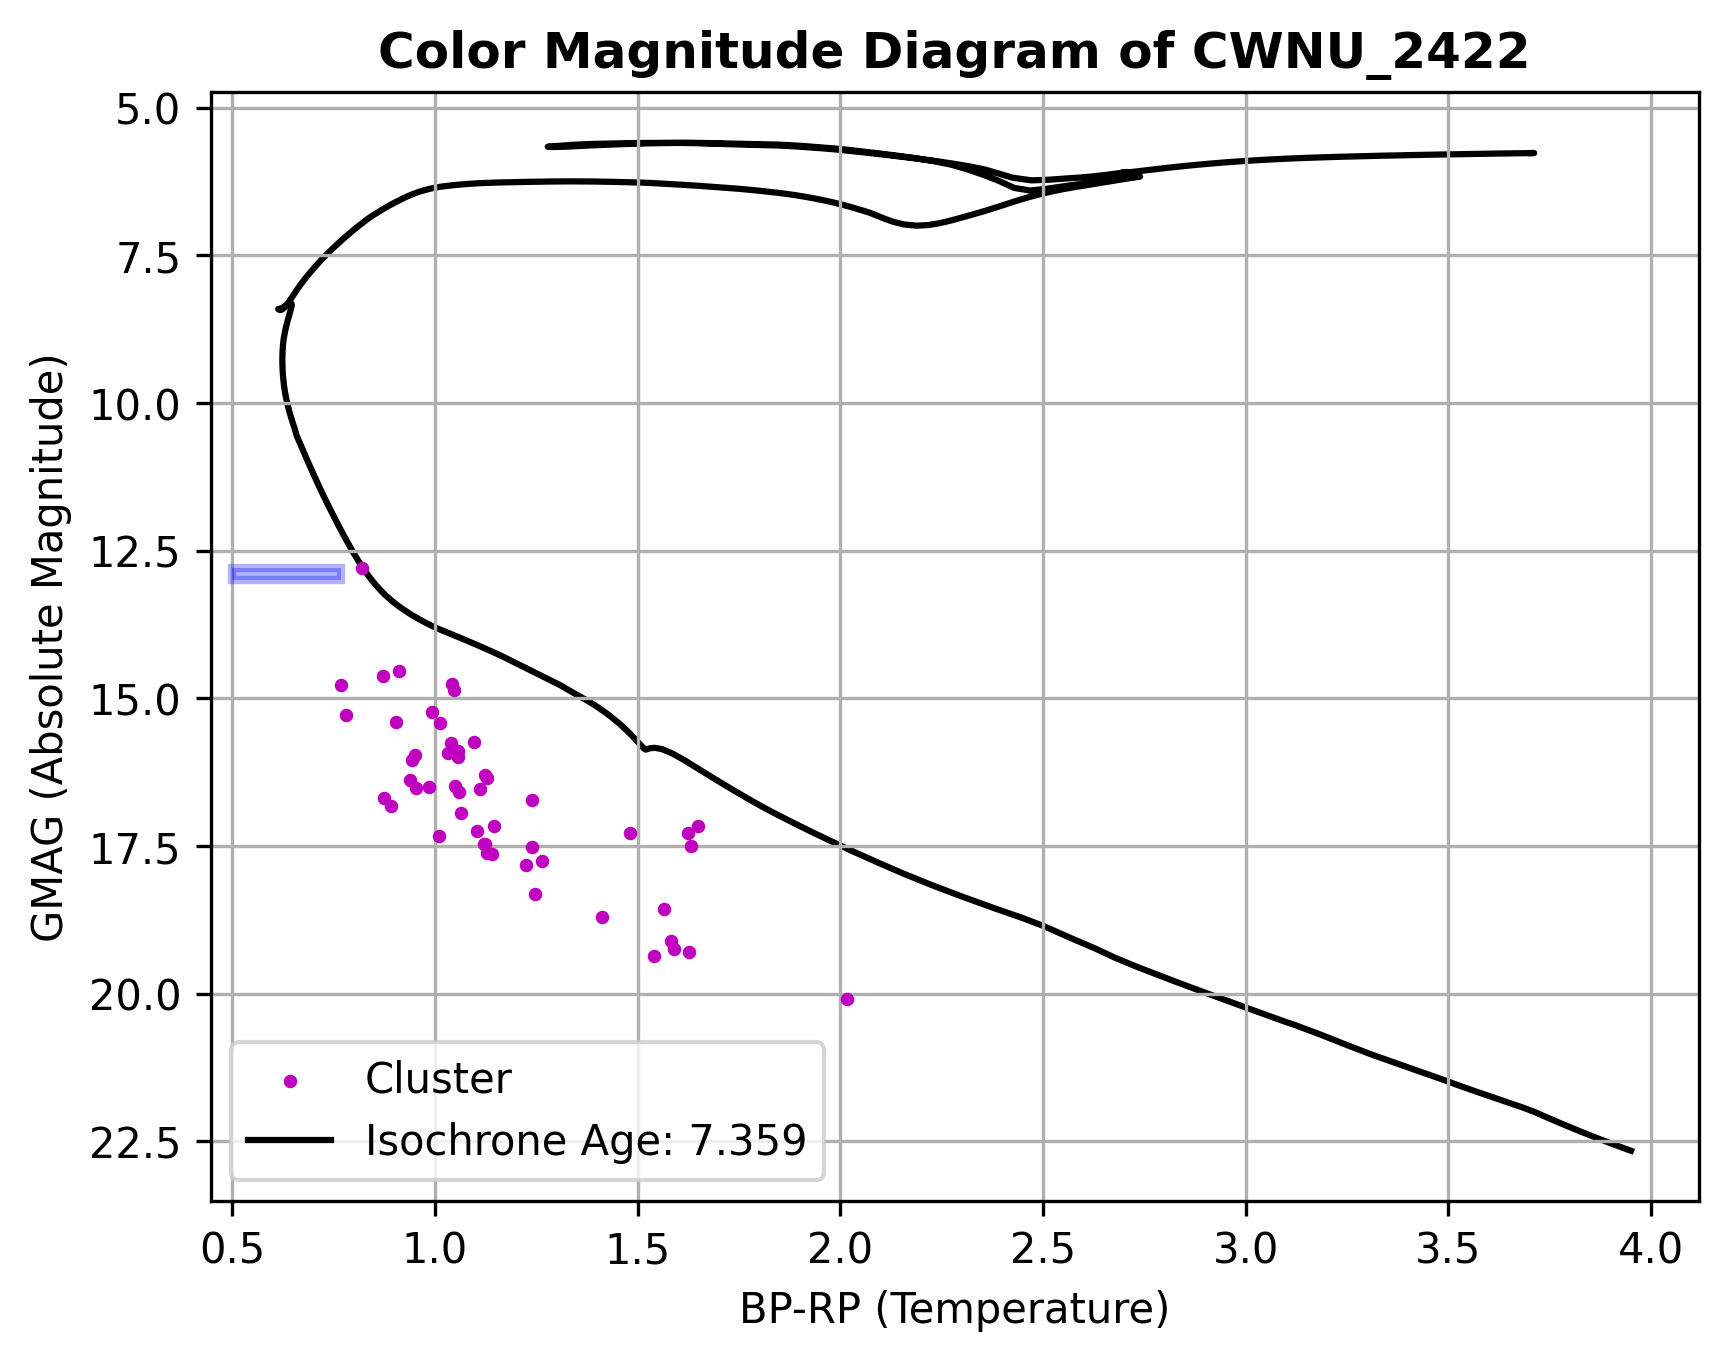 Color Magnitude Diagram of CWNU_2422
GMAG (Absolute Magnitude)
5.0
7.5
10.0
12.5
15.0
17.5
20.0
22.5
Cluster
Isochrone Age: 7.359
0.5 1.0 1.5 2.0 2.5 3.0 3.5 4.0
BP-RP (Temperature)